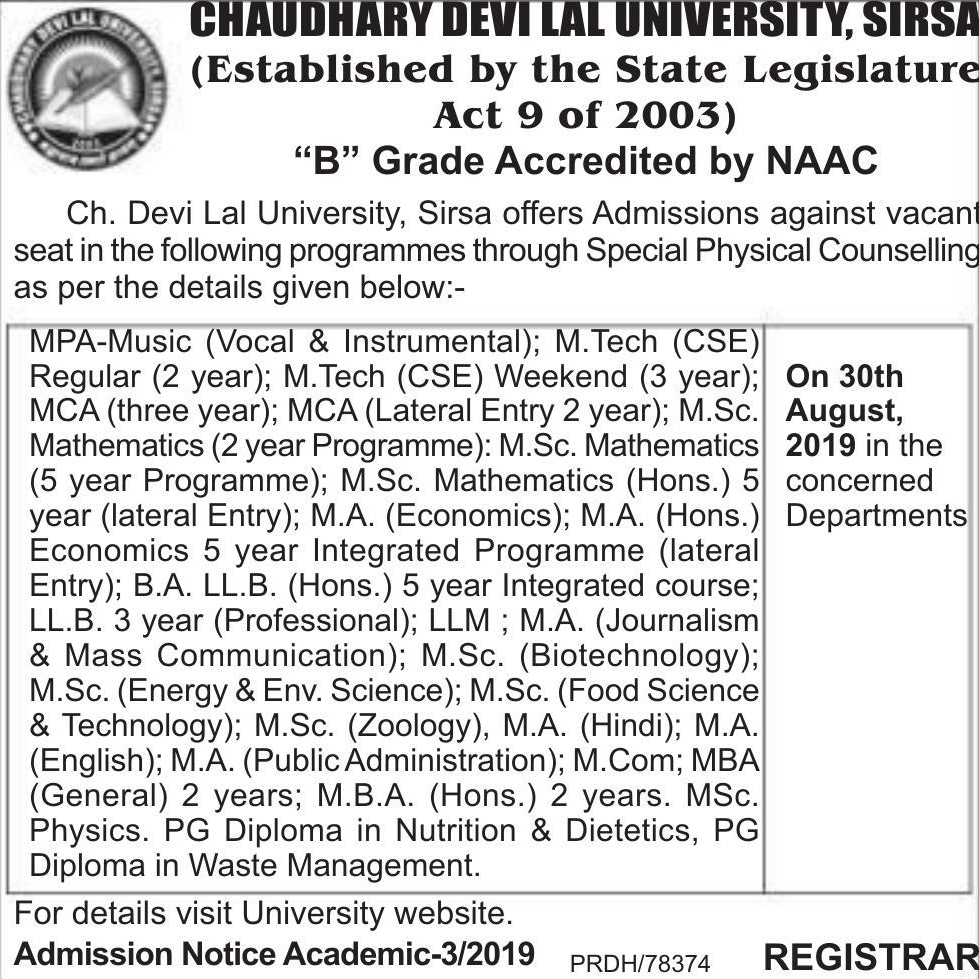 CHAUDHARY DEVI LAL UNIVERSITY, SIRSA
(Established by the State Legislature
Act 9 of 2003)
“B” Grade Accredited by NAAC
CHAUDHARY DEVI LAL UNIVERSITY, SIRSA
2003
Ch. Devi Lal University, Sirsa offers Admissions against vacant
seat in the following programmes through Special Physical Counselling
as per the details given below:-
MPA-Music (Vocal & Instrumental); M.Tech (CSE)
Regular (2 year); M.Tech (CSE) Weekend (3 year);
MCA (three year); MCA (Lateral Entry 2 year); M.Sc.
Mathematics (2 year Programme): M.Sc. Mathematics
(5 year Programme); M.Sc. Mathematics (Hons.) 5
year (lateral Entry); M.A. (Economics); M.A. (Hons.)
Economics 5 year Integrated Programme (lateral
Entry); B.A. LL.B. (Hons.) 5 year Integrated course;
LL.B. 3 year (Professional); LLM ; M.A. (Journalism
& Mass Communication); M.Sc. (Biotechnology);
M.Sc. (Energy & Env. Science); M.Sc. (Food Science
& Technology); M.Sc. (Zoology), M.A. (Hindi); M.A.
(English); M.A. (Public Administration); M.Com; MBA
(General) 2 years; M.B.A. (Hons.) 2 years. MSc.
Physics. PG Diploma in Nutrition & Dietetics, PG
Diploma in Waste Management.
On 30th
August,
2019 in the
concerned
Departments
For details visit University website.
Admission Notice Academic-3/2019
PRDH/78374
REGISTRAR